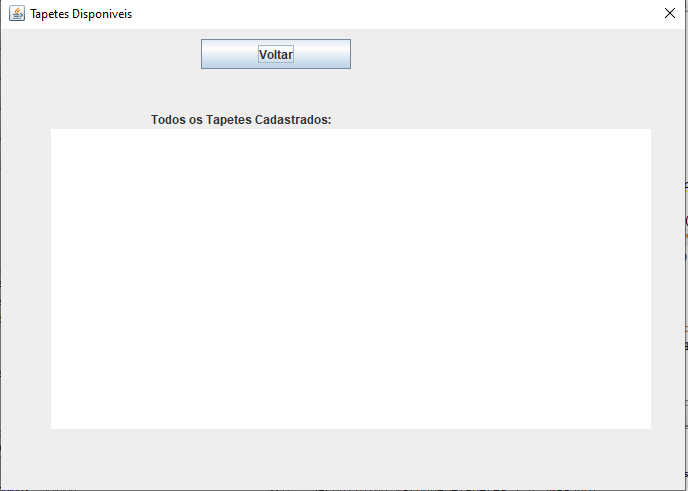 Tapetes Disponiveis
Voltar
Todos os Tapetes Cadastrados: